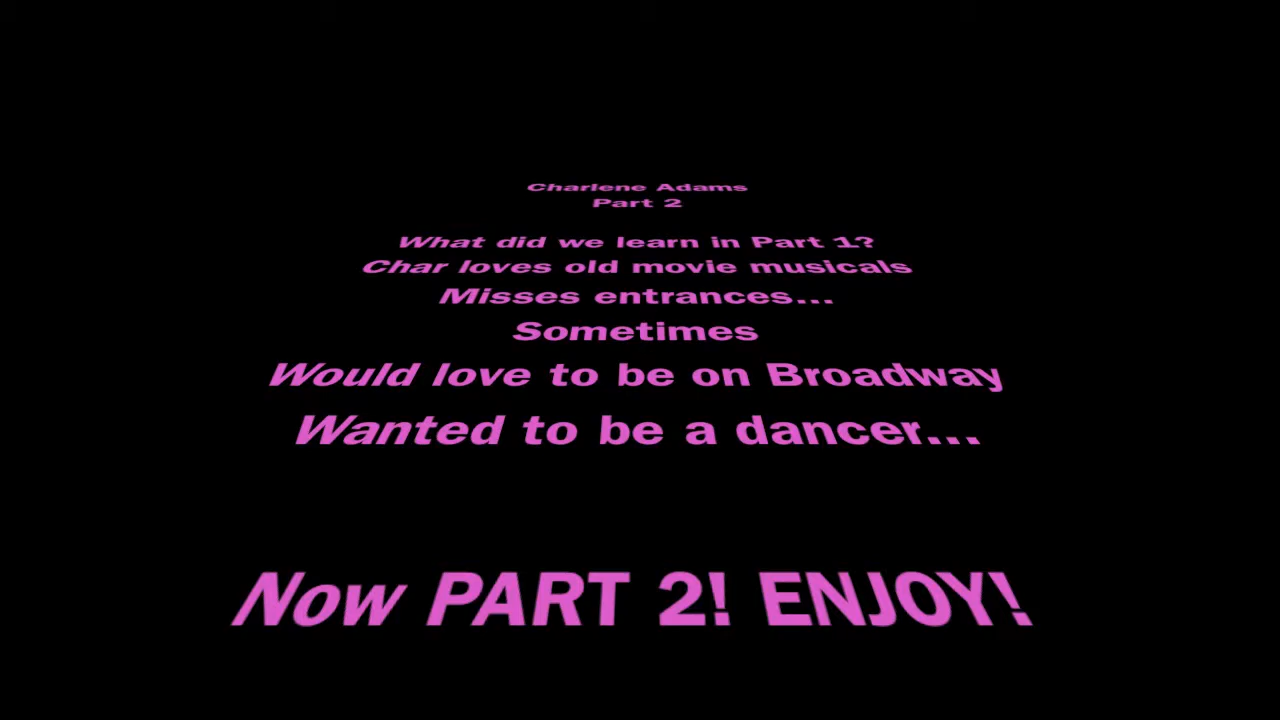 Charlene Adams
Part 2
What did we learn in Part 1?
Char loves old movie musicals
Misses entrances...
Sometimes
Would love to be on Broadway
Wanted to be a dancer...
Now PART 2! ENJOY!